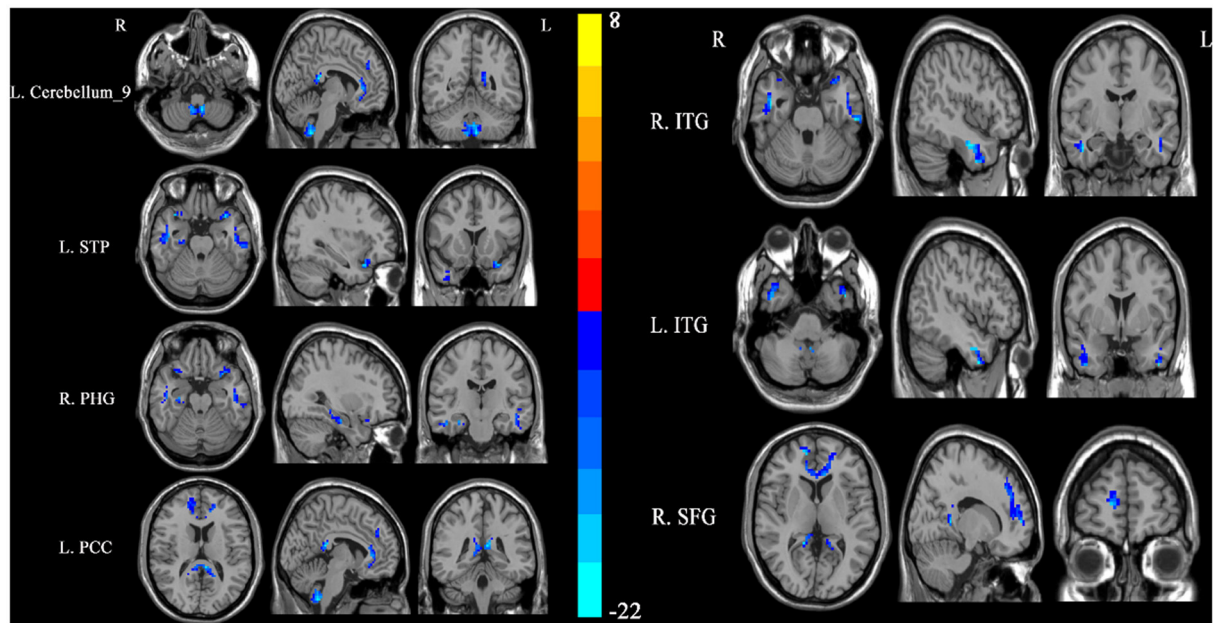 R
L
L. Cerebellum_9
L. STP
R. PHG
L. PCC
8
-22
R
L
R. ITG
L. ITG
R. SFG